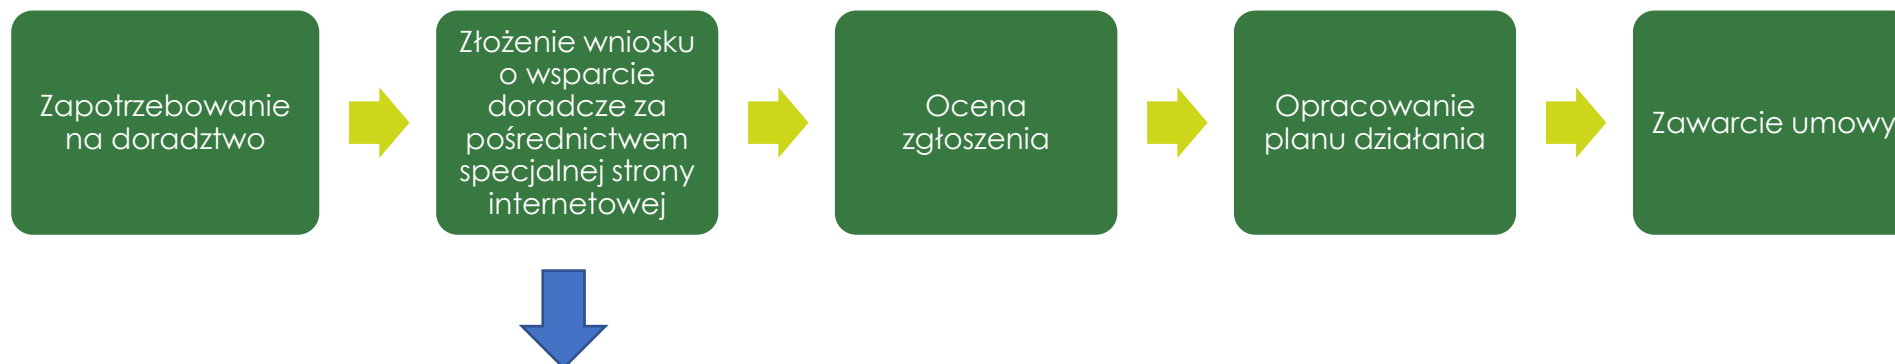 Zapotrzebowanie
na doradztwo
Złożenie wniosku
o wsparcie
doradcze za
pośrednictwem
specjalnej strony
internetowej
Ocena
zgłoszenia
Opracowanie
planu działania
Zawarcie umowy